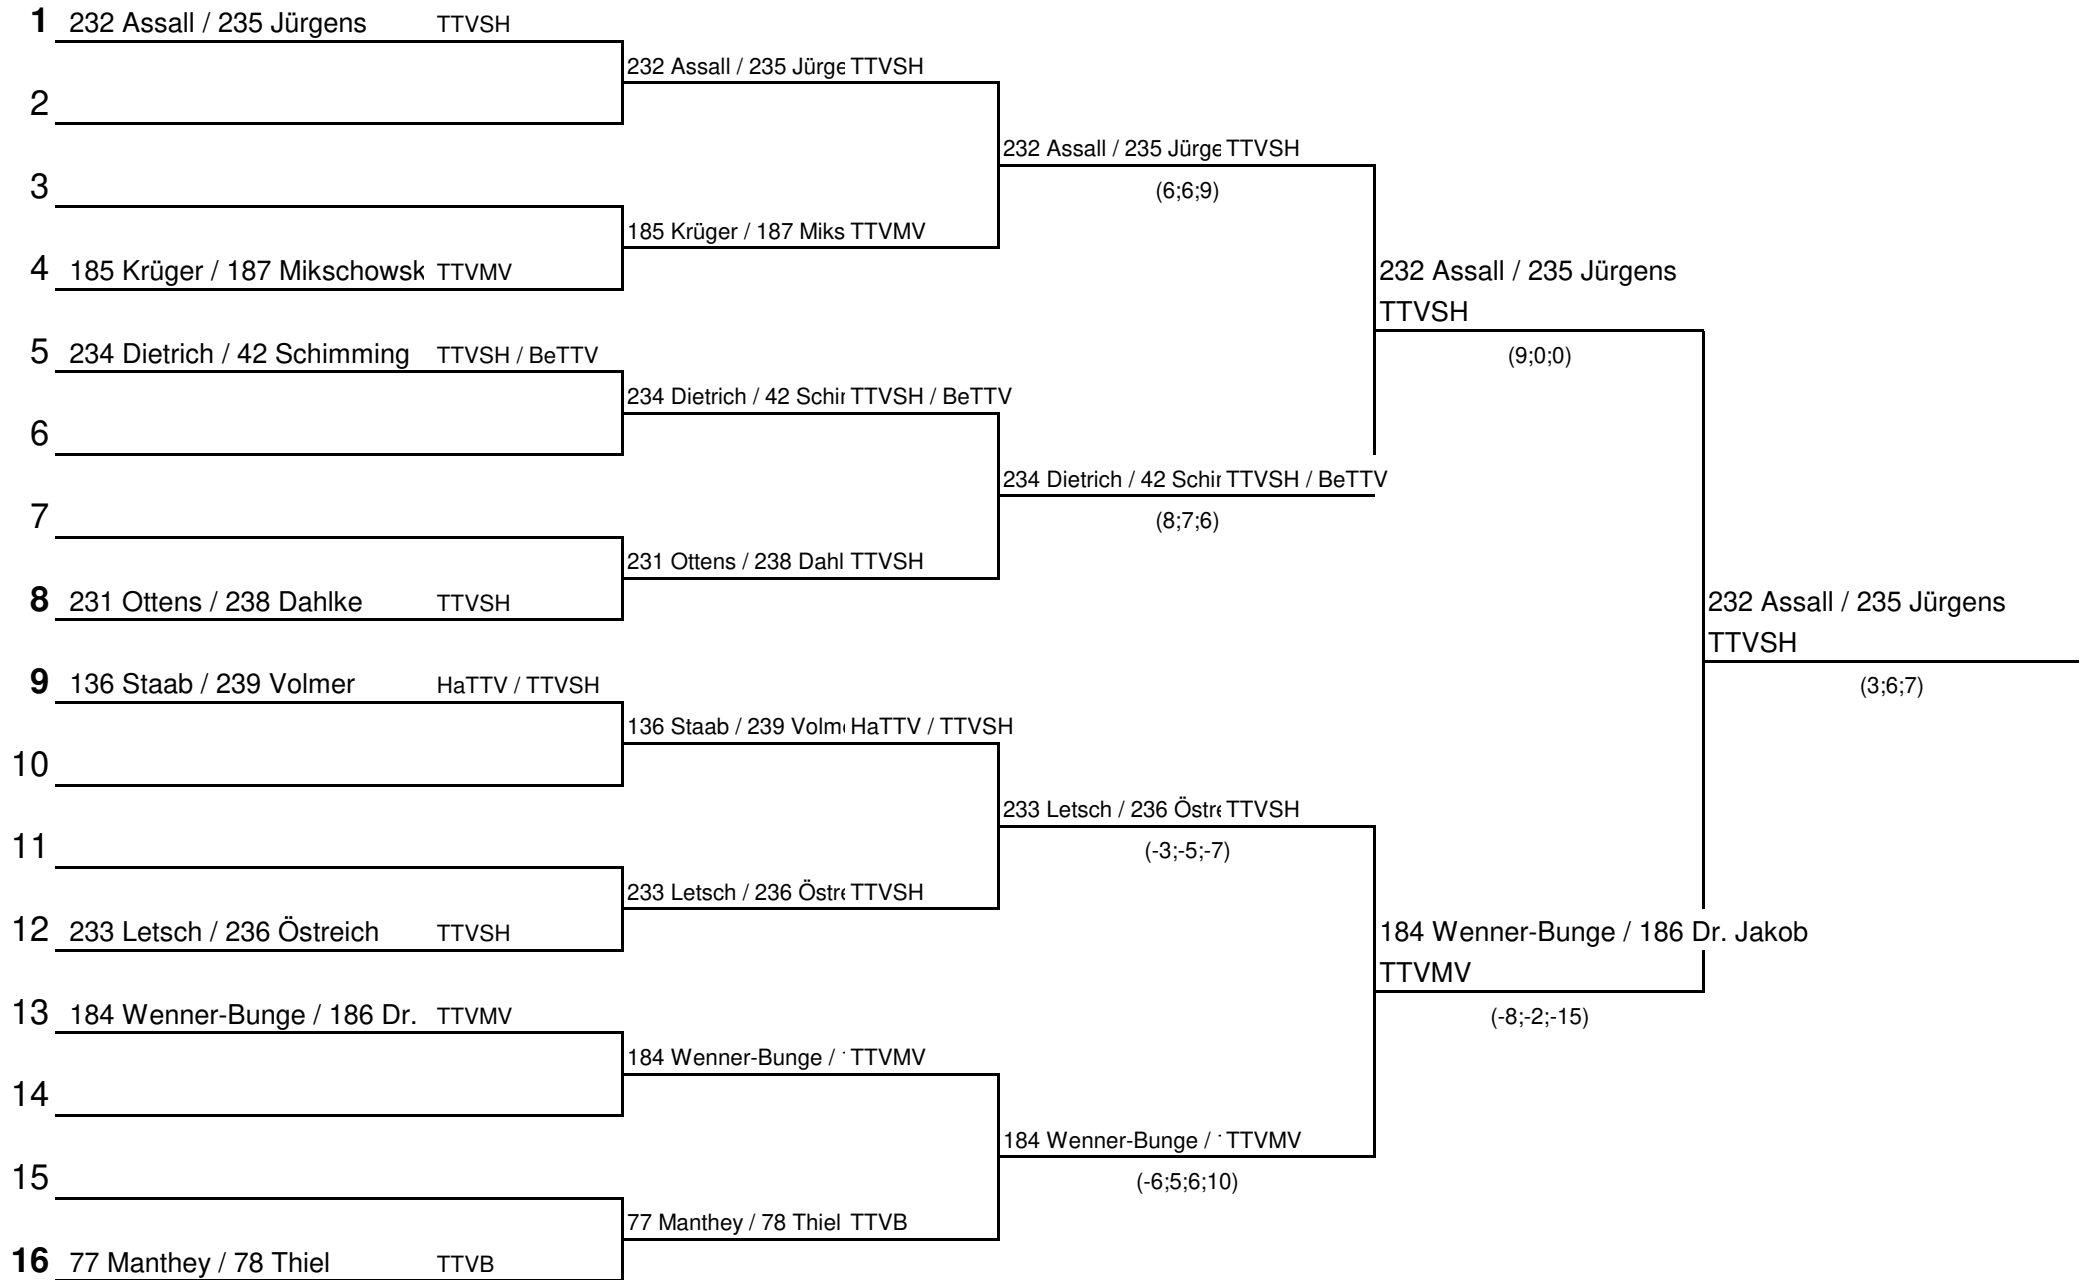 1 232 Assall / 235 Jürgens TTVSH
232 Assall / 235 Jürge TTVSH
2
232 Assall / 235 Jürge TTVSH
3
(6;6;9)
185 Krüger / 187 Miks TTVMV
4 185 Krüger / 187 Mikschowsk TTVMV
232 Assall / 235 Jürgens
TTVSH
5 234 Dietrich / 42 Schimming TTVSH / BeTTV
(9;0;0)
234 Dietrich / 42 Schir TTVSH / BeTTV
6
234 Dietrich / 42 Schir TTVSH / BeTTV
7
(8;7;6)
231 Ottens / 238 Dahl TTVSH
8 231 Ottens / 238 Dahlke TTVSH
232 Assall / 235 Jürgens
TTVSH
9 136 Staab / 239 Volmer HaTTV / TTVSH
(3;6;7)
136 Staab / 239 Volm HaTTV / TTVSH
10
233 Letsch / 236 Östre TTVSH
11
(-3;-5;-7)
233 Letsch / 236 Östre TTVSH
12 233 Letsch / 236 Östreich TTVSH
184 Wenner-Bunge / 186 Dr. Jakob
TTVMV
13 184 Wenner-Bunge / 186 Dr. TTVMV
(-8;-2;-15)
184 Wenner-Bunge / TTVMV
14
184 Wenner-Bunge / TTVMV
15
(-6;5;6;10)
77 Manthey / 78 Thiel TTVB
16 77 Manthey / 78 Thiel TTVB